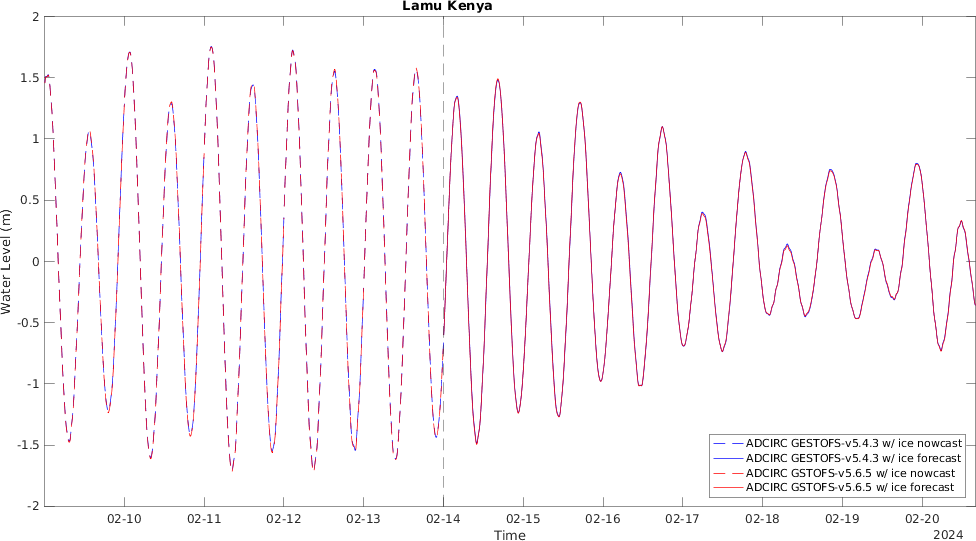 Lamu Kenya
2
1.5
1
0.5
0
-0.5
-1
-1.5
-2
Water Level (m)
ADCIRC GESTOFS-v5.4.3 w/ ice nowcast
ADCIRC GESTOFS-v5.4.3 w/ ice forecast
ADCIRC GSTOFS-v5.6.5 w/ ice nowcast
ADCIRC GSTOFS-v5.6.5 w/ ice forecast
02-10 02-11 02-12 02-13 02-14 02-15 02-16 02-17 02-18 02-19 02-20
Time
2024